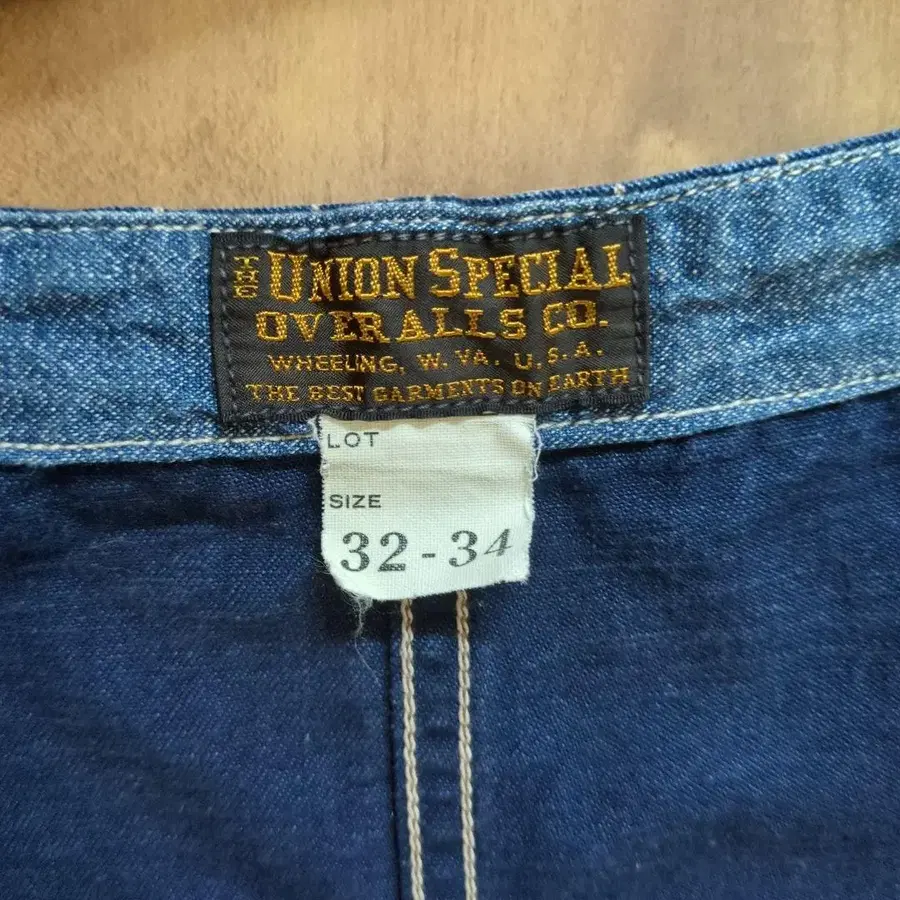 THE UNION SPECIAL
OVERALLS CO.
WHEELING, W. VA. U.S.A.
THE BEST GARMENTS ON EARTH
LOT
SIZE
32 - 34